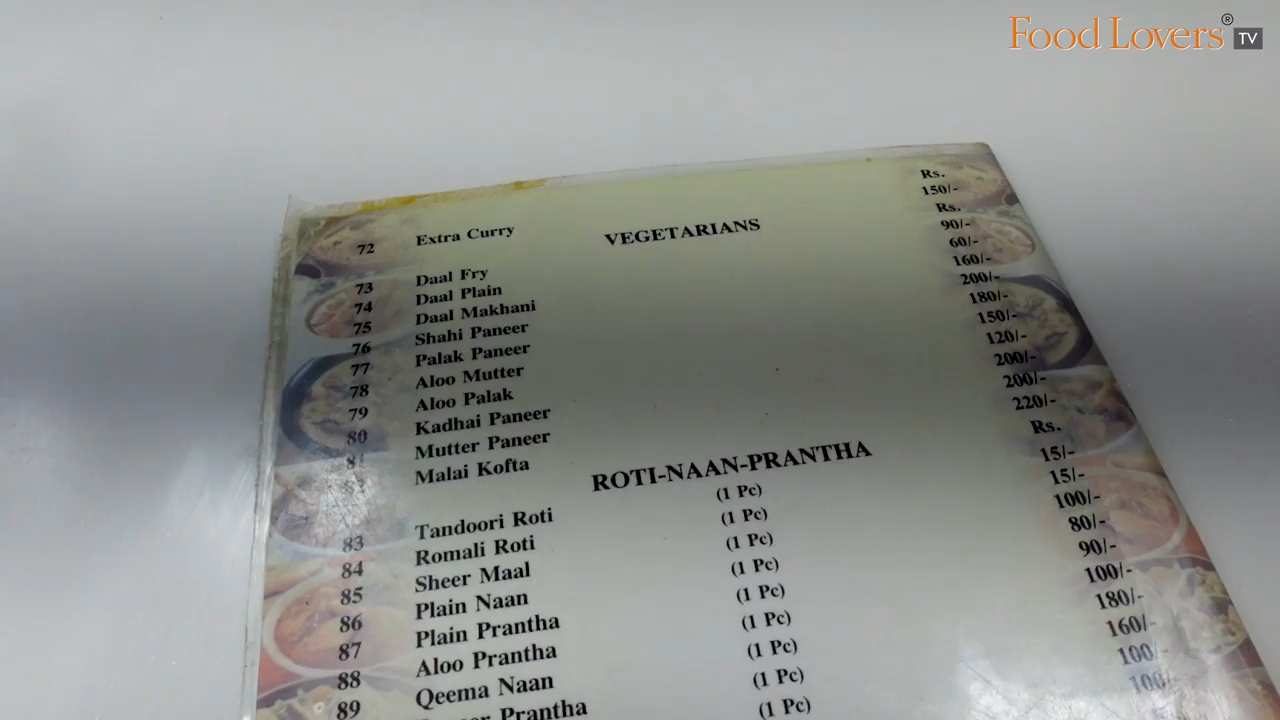 Food Lovers® TV
Rs.
72 Extra Curry 150/-
VEGETARIANS Rs.
73 Daal Fry 90/-
74 Daal Plain 60/-
75 Daal Makhani 160/-
76 Shahi Paneer 200/-
77 Palak Paneer 180/-
78 Aloo Mutter 150/-
79 Aloo Palak 120/-
80 Kadhai Paneer 200/-
Mutter Paneer 200/-
Malai Kofta 220/-
ROTI-NAAN-PRANTHA Rs.
83 Tandoori Roti (1 Pc) 15/-
84 Romali Roti (1 Pc) 15/-
85 Sheer Maal (1 Pc) 100/-
86 Plain Naan (1 Pc) 80/-
87 Plain Prantha (1 Pc) 90/-
88 Aloo Prantha (1 Pc) 100/-
89 Qeema Naan (1 Pc) 180/-
Prantha (1 Pc) 160/-
(1 Pc) 100/-
100/-